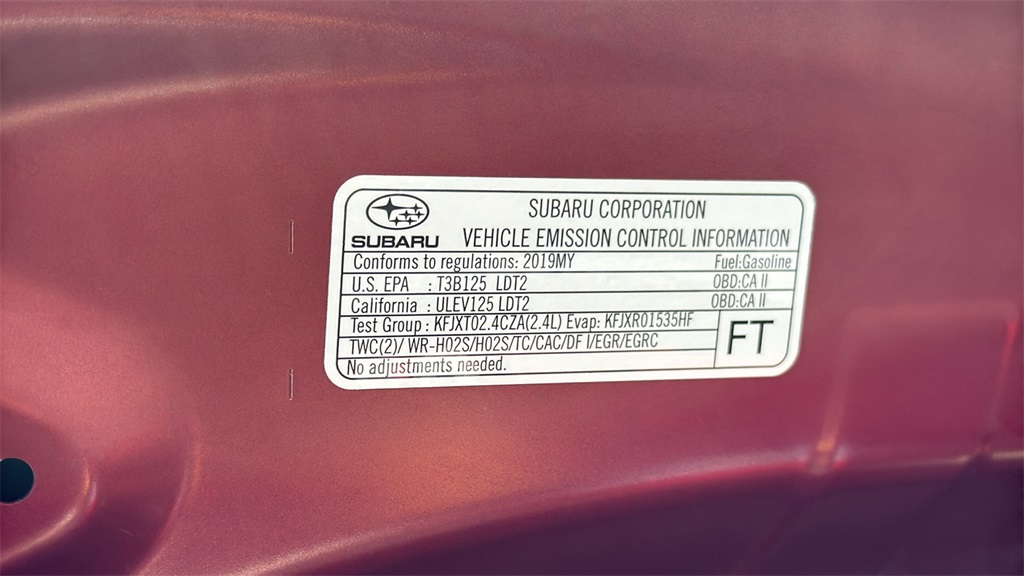 SUBARU
SUBARU CORPORATION
VEHICLE EMISSION CONTROL INFORMATION
Conforms to regulations: 2019MY Fuel:Gasoline
U.S. EPA : T3B125 LDT2 OBD:CA II
California : ULEV125 LDT2 OBD:CA II
Test Group : KFJXT02.4CZA(2.4L) Evap: KFJXR01535HF
TWC(2)/ WR-HO2S/HO2S/TC/CAC/DF I/EGR/EGRC
No adjustments needed.
FT